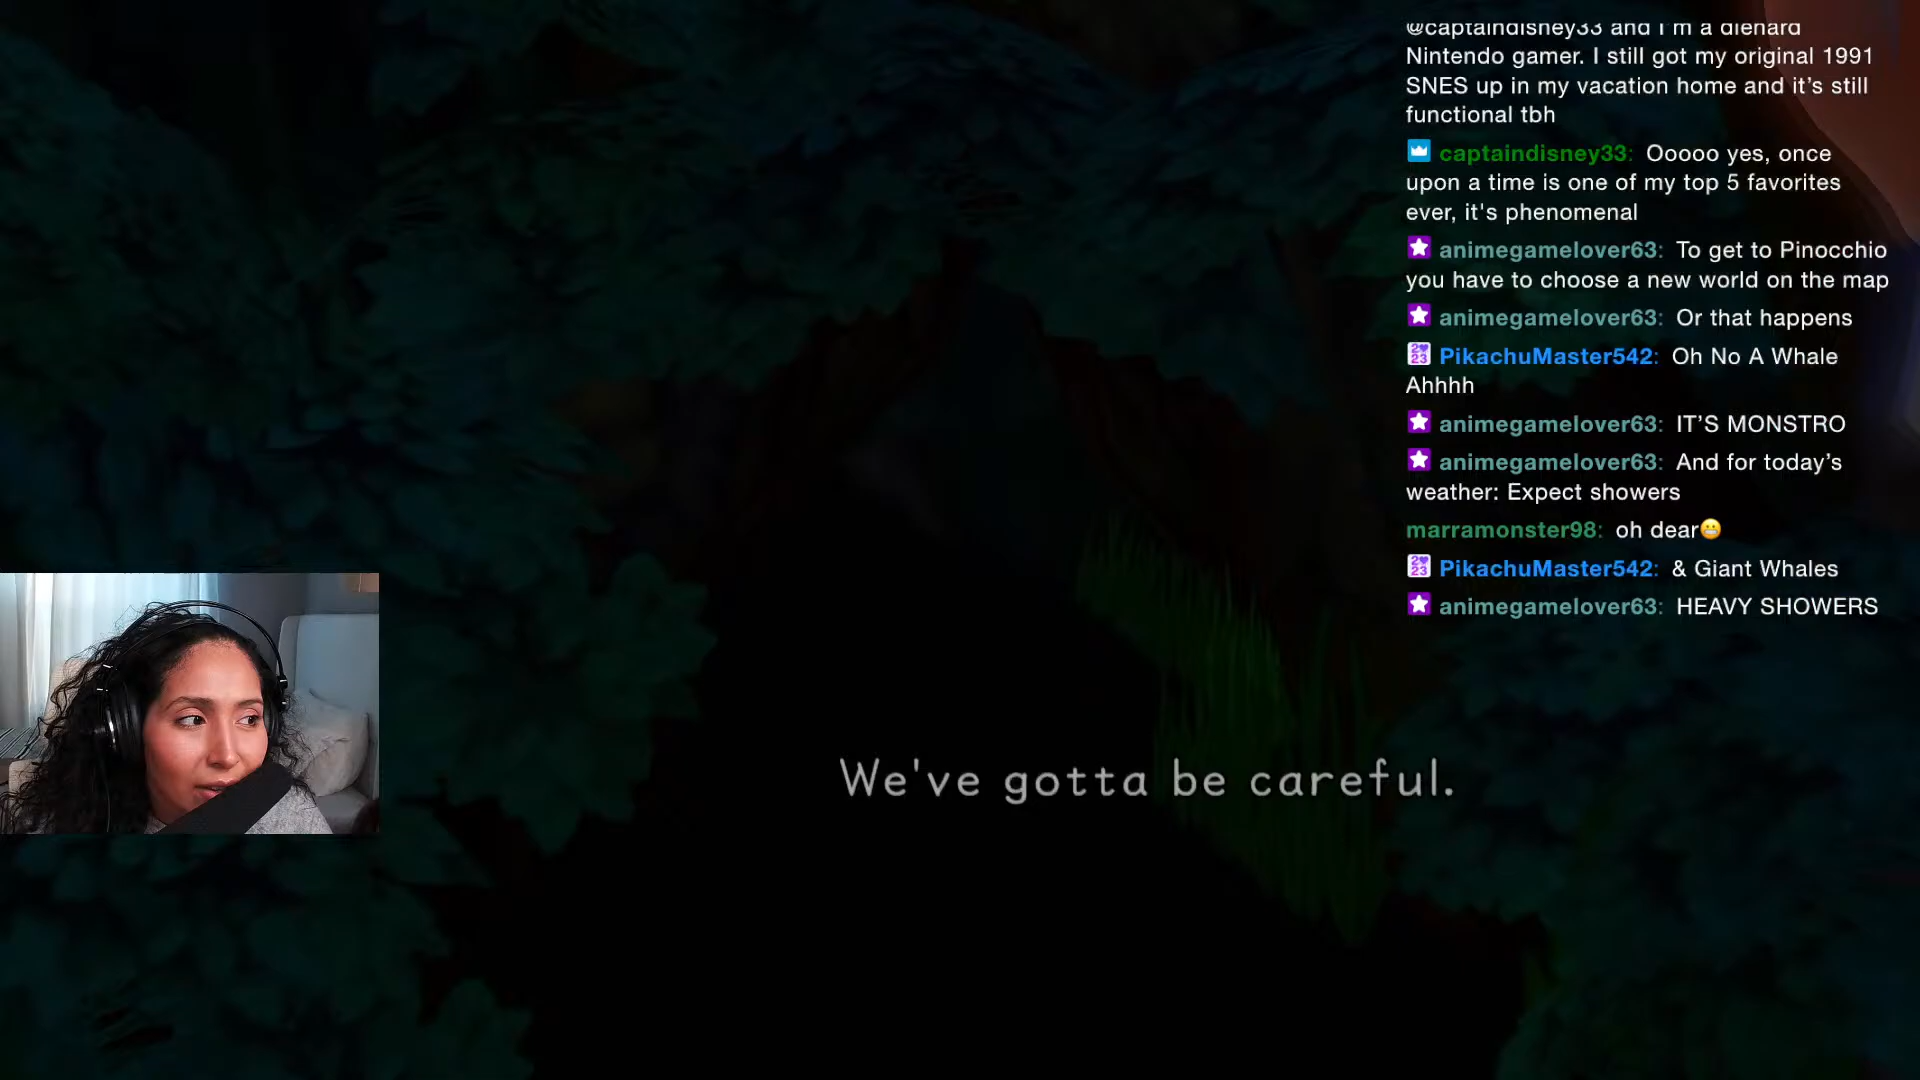 @captaindisney33 and I'm a diehard
Nintendo gamer. I still got my original 1991
SNES up in my vacation home and it’s still
functional tbh
captaindisney33: Ooooo yes, once
upon a time is one of my top 5 favorites
ever, it's phenomenal
animegamelover63: To get to Pinocchio
you have to choose a new world on the map
animegamelover63: Or that happens
PikachuMaster542: Oh No A Whale
Ahhhh
animegamelover63: IT’S MONSTRO
animegamelover63: And for today’s
weather: Expect showers
marramonster98: oh dear😬
PikachuMaster542: & Giant Whales
animegamelover63: HEAVY SHOWERS
We've gotta be careful.